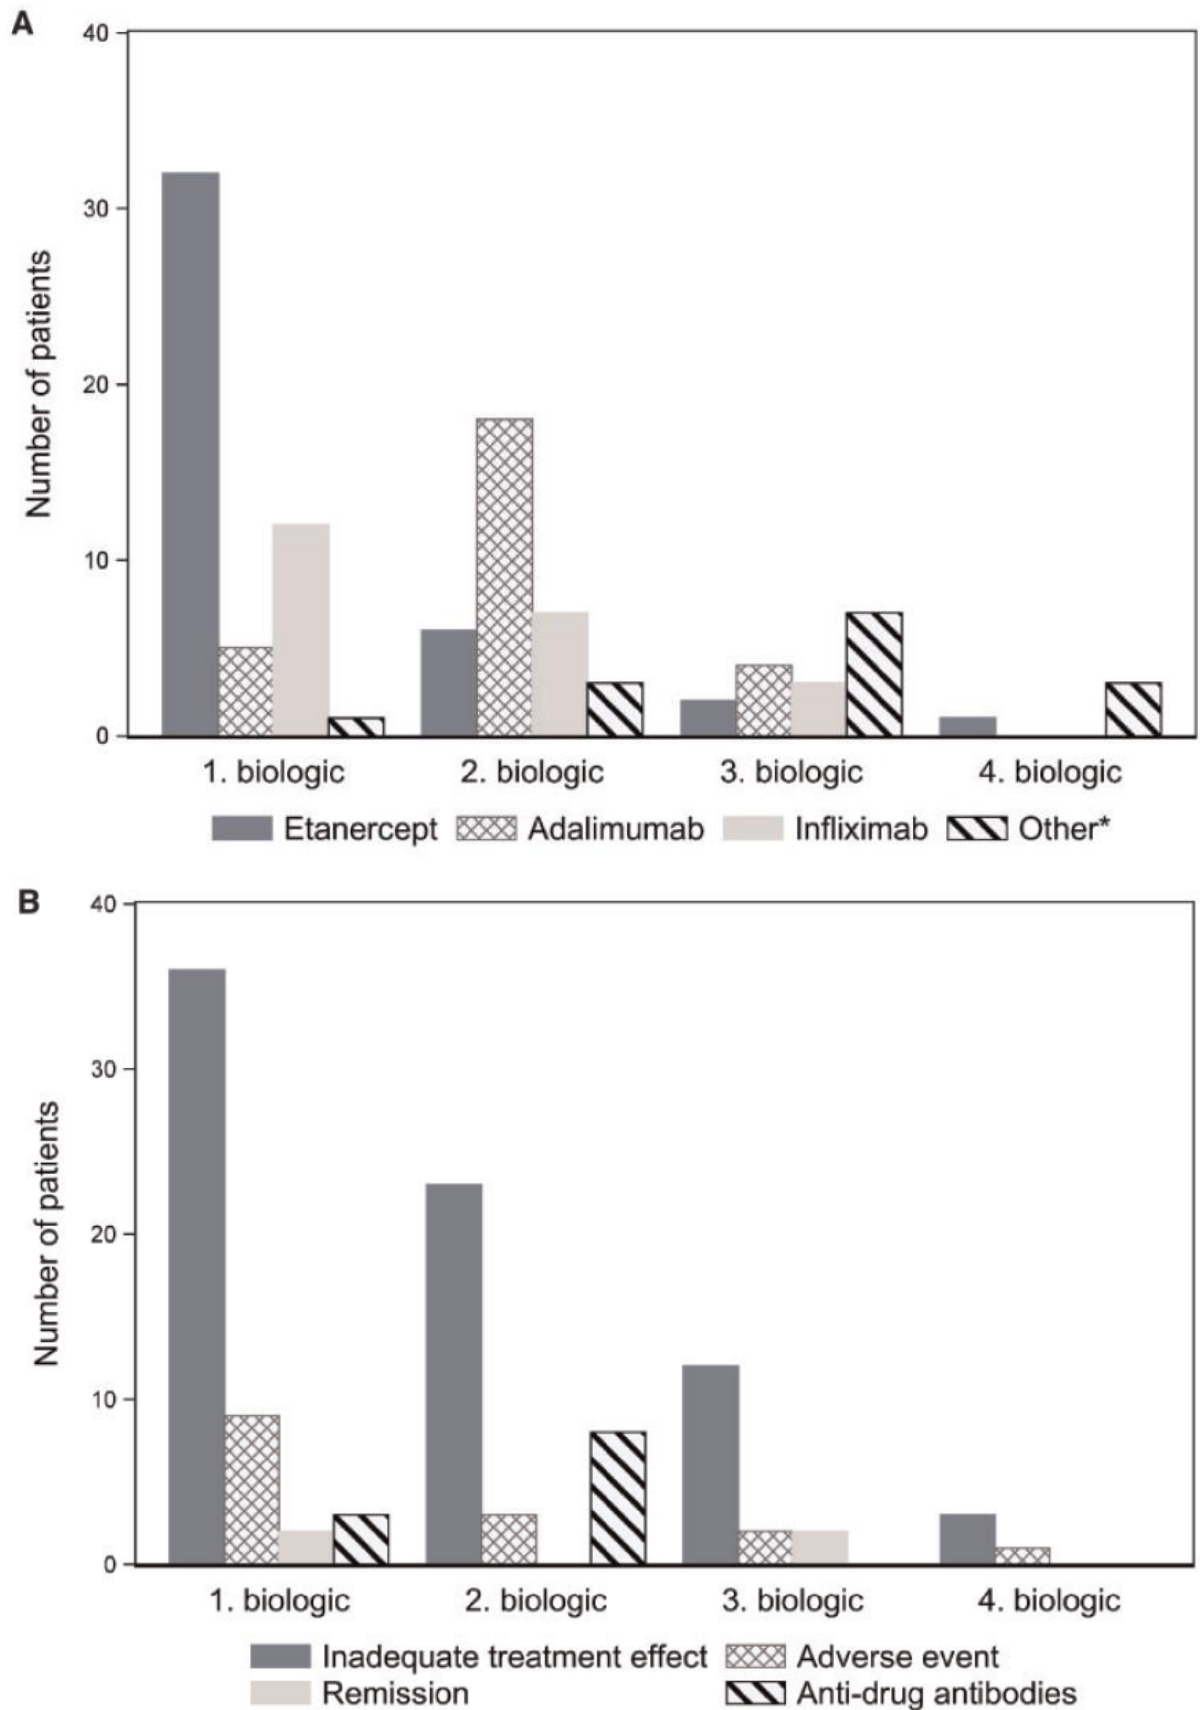 A
40
30
20
10
0
Number of patients
1. biologic 2. biologic 3. biologic 4. biologic
Etanercept Adalimumab Infliximab Other*
B
40
30
20
10
0
Number of patients
1. biologic 2. biologic 3. biologic 4. biologic
Inadequate treatment effect Adverse event
Remission Anti-drug antibodies